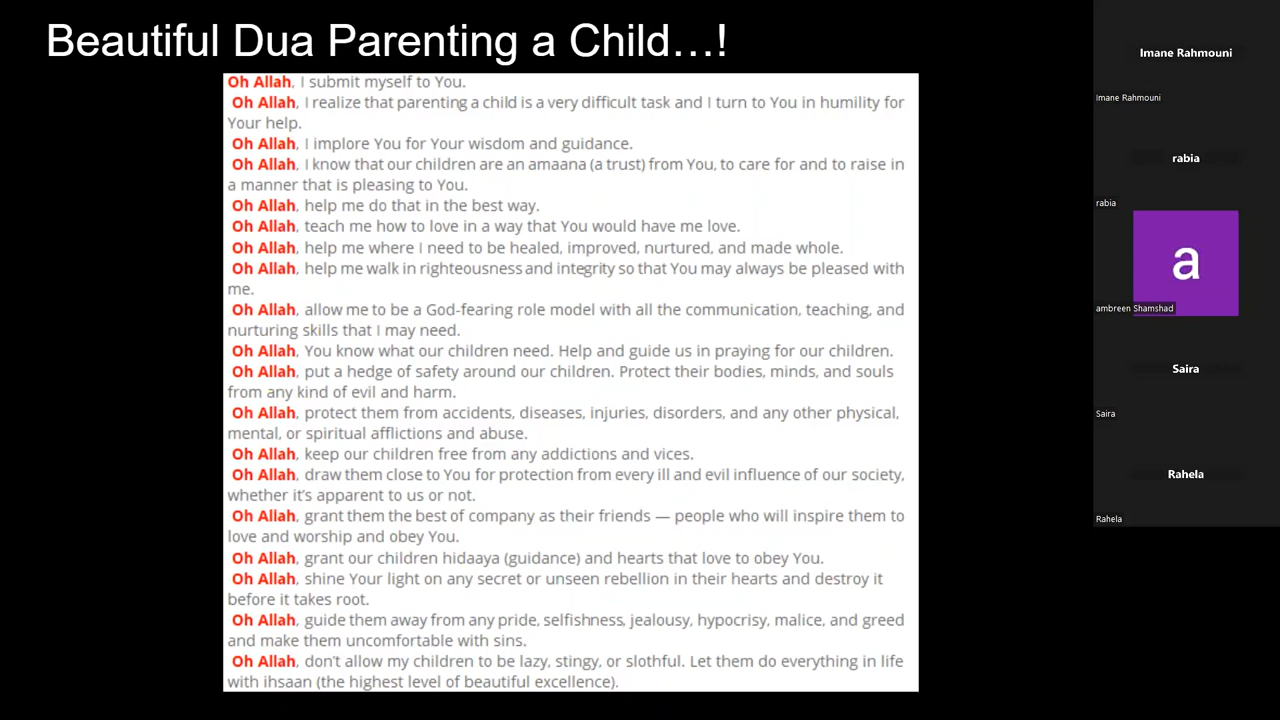 Beautiful Dua Parenting a Child...!
Oh Allah, I submit myself to You.
Oh Allah, I realize that parenting a child is a very difficult task and I turn to You in humility for
Your help.
Oh Allah, I implore You for Your wisdom and guidance.
Oh Allah, I know that our children are an amaana (a trust) from You, to care for and to raise in
a manner that is pleasing to You.
Oh Allah, help me do that in the best way.
Oh Allah, teach me how to love in a way that You would have me love.
Oh Allah, help me where I need to be healed, improved, nurtured, and made whole.
Oh Allah, help me walk in righteousness and integrity so that You may always be pleased with
me.
Oh Allah, allow me to be a God-fearing role model with all the communication, teaching, and
nurturing skills that I may need.
Oh Allah, You know what our children need. Help and guide us in praying for our children.
Oh Allah, put a hedge of safety around our children. Protect their bodies, minds, and souls
from any kind of evil and harm.
Oh Allah, protect them from accidents, diseases, injuries, disorders, and any other physical,
mental, or spiritual afflictions and abuse.
Oh Allah, keep our children free from any addictions and vices.
Oh Allah, draw them close to You for protection from every ill and evil influence of our society,
whether it's apparent to us or not.
Oh Allah, grant them the best of company as their friends — people who will inspire them to
love and worship and obey You.
Oh Allah, grant our children hidaaya (guidance) and hearts that love to obey You.
Oh Allah, shine Your light on any secret or unseen rebellion in their hearts and destroy it
before it takes root.
Oh Allah, guide them away from any pride, selfishness, jealousy, hypocrisy, malice, and greed
and make them uncomfortable with sins.
Oh Allah, don't allow my children to be lazy, stingy, or slothful. Let them do everything in life
with ihsaan (the highest level of beautiful excellence).
Imane Rahmouni
Imane Rahmouni
rabia
rabia
a
ambreen Shamshad
Saira
Saira
Rahela
Rahela